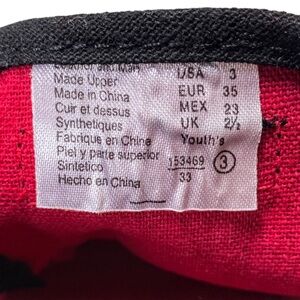 Made Upper
Made in China
Cuir et dessus
Synthetiques
Fabrique en Chine
Piel y parte superior
Sintetico
Hecho en China
USA 3
EUR 35
MEX 23
UK 2½
Youth's
153469
33
3